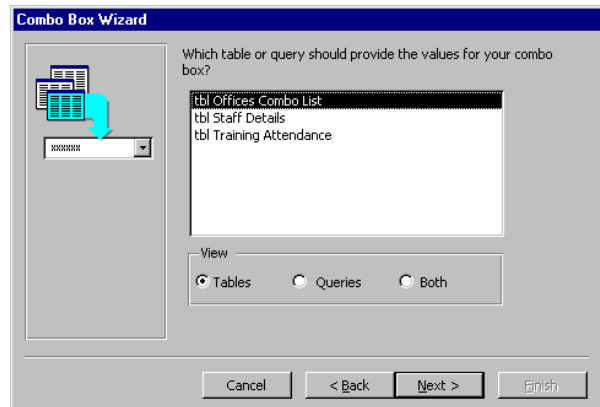 Combo Box Wizard
Which table or query should provide the values for your combo
box?
tbl Offices Combo List
tbl Staff Details
tbl Training Attendance
xxxxxx
View
Tables
Queries
Both
Cancel
< Back
Next >
Finish